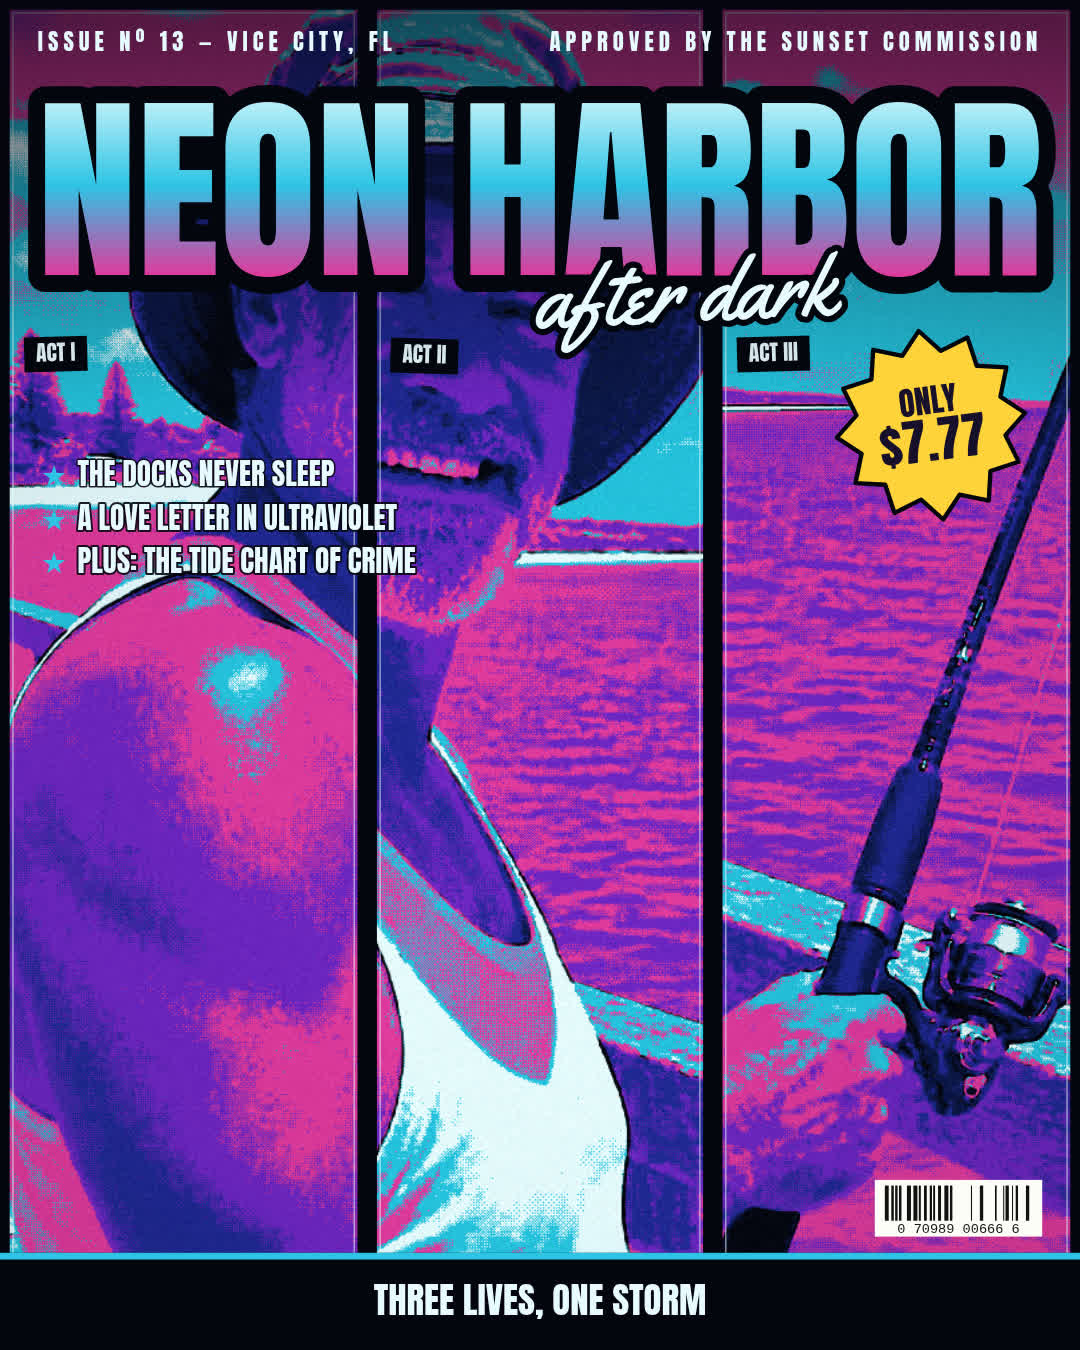 ISSUE Nº 13 – VICE CITY, FL
APPROVED BY THE SUNSET COMMISSION
NEON HARBOR
after dark
ACT I
ACT II
ACT III
ONLY
$7.77
THE DOCKS NEVER SLEEP
A LOVE LETTER IN ULTRAVIOLET
PLUS: THE TIDE CHART OF CRIME
0 70989 00666 6
THREE LIVES, ONE STORM